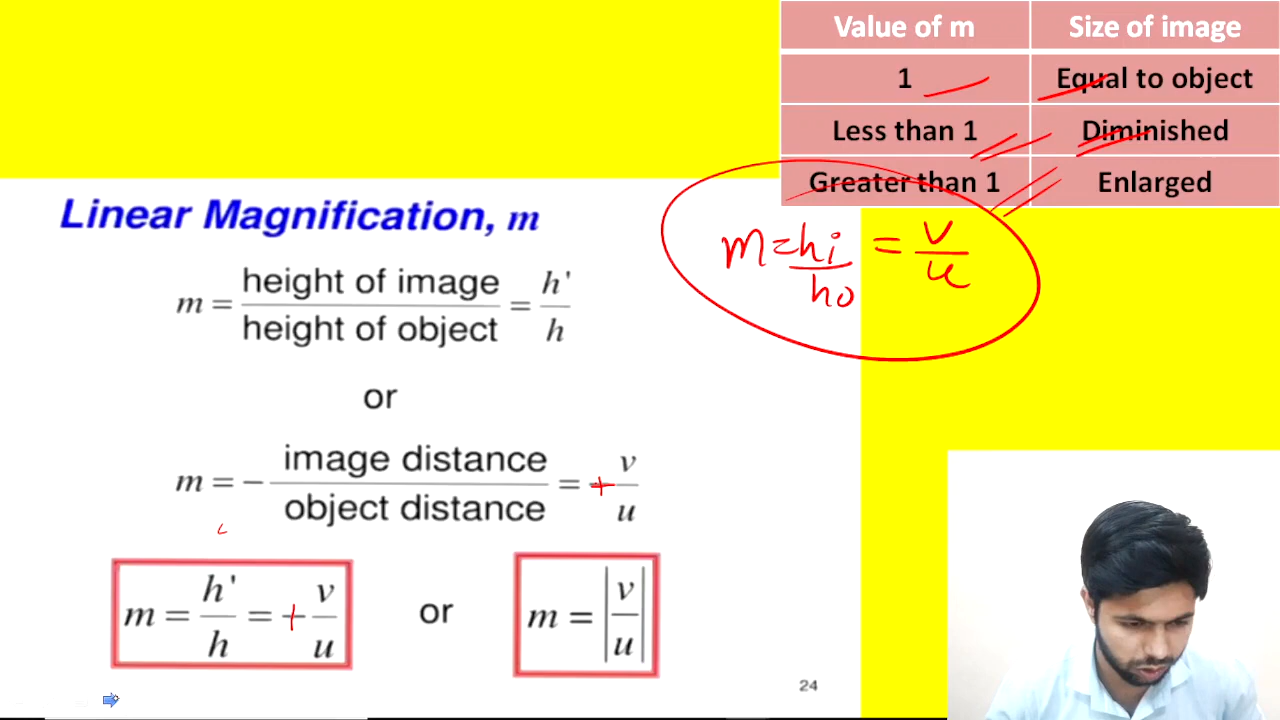 Value of m Size of image
1 Equal to object
Less than 1 Diminished
Greater than 1 Enlarged
Linear Magnification, m
m = hi/ho = v/u
m = height of image/height of object = h'/h
or
m = − image distance/object distance = + v/u
m = h'/h = + v/u or m = |v/u|
24